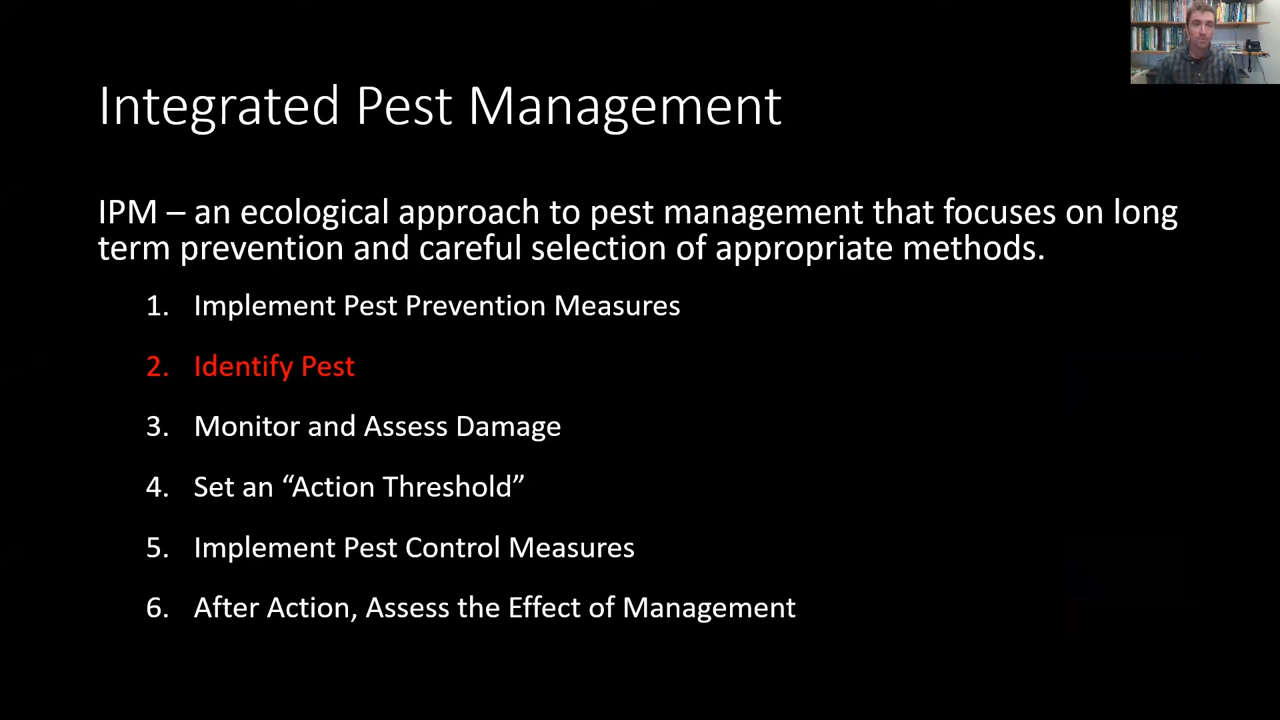 Integrated Pest Management
IPM – an ecological approach to pest management that focuses on long
term prevention and careful selection of appropriate methods.
1. Implement Pest Prevention Measures
2. Identify Pest
3. Monitor and Assess Damage
4. Set an “Action Threshold”
5. Implement Pest Control Measures
6. After Action, Assess the Effect of Management